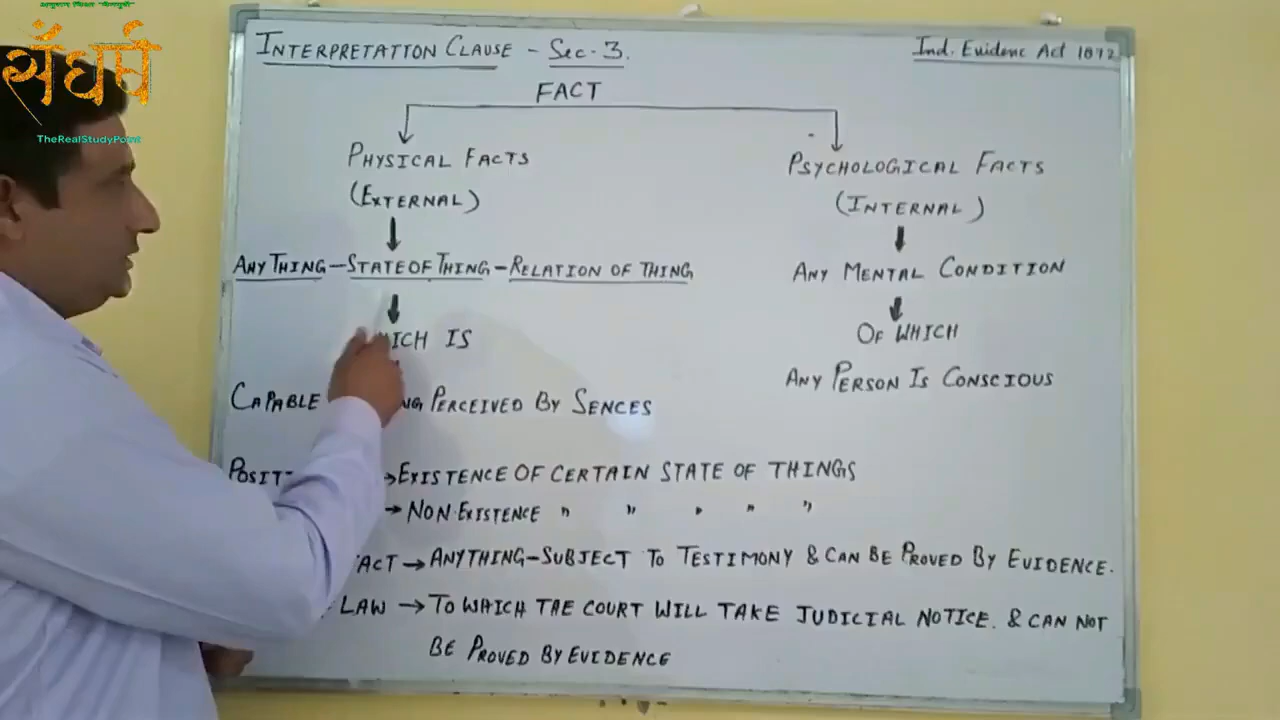 संघर्ष
TheRealStudyPoint
INTERPRETATION CLAUSE - Sec-3.
Ind. Evidenc Act 1872
FACT
PHYSICAL FACTS
PSYCHOLOGICAL FACTS
(EXTERNAL)
(INTERNAL)
ANY THING - STATE OF THING - RELATION OF THING
ANY MENTAL CONDITION
IS
OF WHICH
CAPABLE PERCEIVED BY SENCES
ANY PERSON IS CONSCIOUS
→ EXISTENCE OF CERTAIN STATE OF THINGS
→ NON-EXISTENCE " " " " "
→ ANYTHING-SUBJECT TO TESTIMONY & CAN BE PROVED BY EVIDENCE.
LAW → TO WHICH THE COURT WILL TAKE JUDICIAL NOTICE. & CAN NOT
BE PROVED BY EVIDENCE